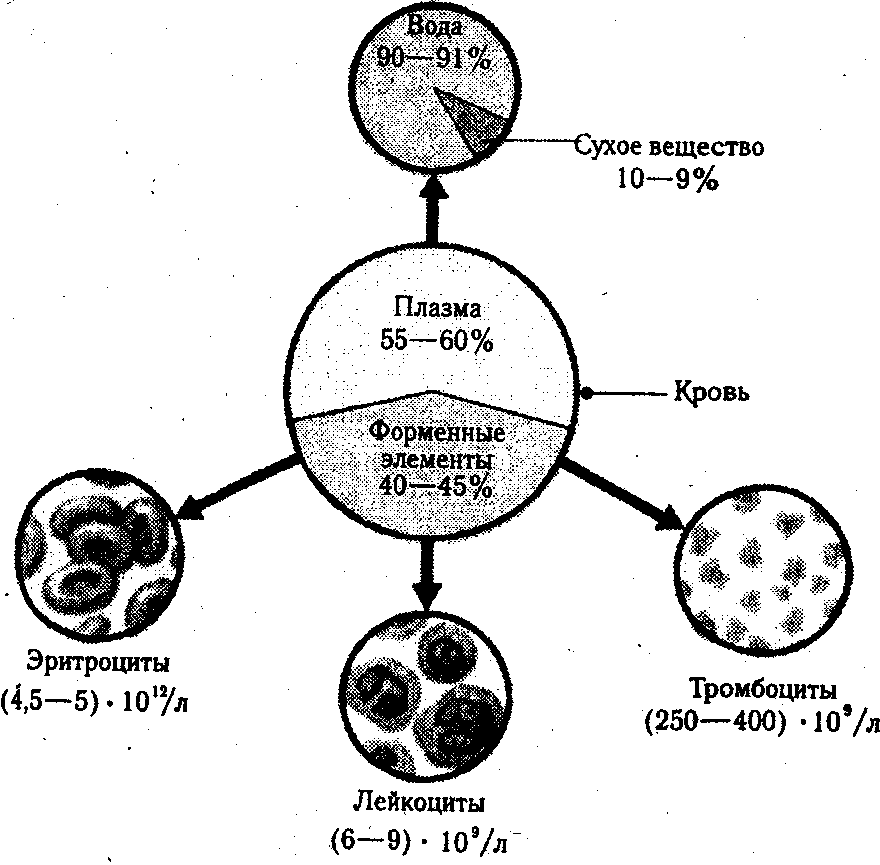 Вода
90—91%
Сухое вещество
10—9%
Плазма
55—60%
Кровь
Форменные
элементы
40—45%
Эритроциты
(4,5—5) · 10¹²/л
Тромбоциты
(250—400) · 10⁹/л
Лейкоциты
(6—9) · 10⁹/л